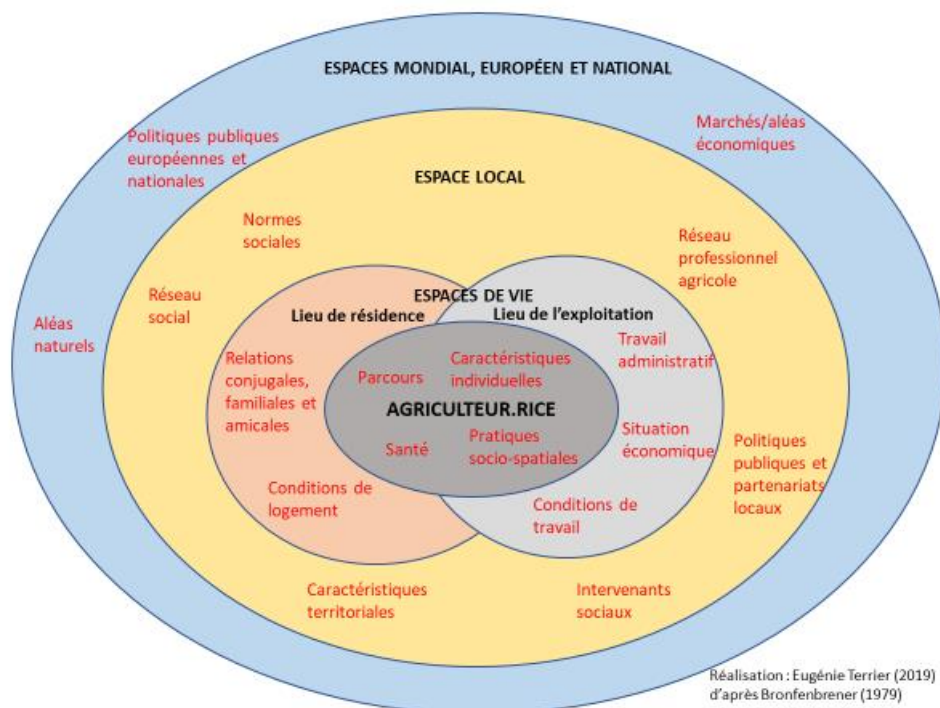 ESPACES MONDIAL, EUROPÉEN ET NATIONAL
Politiques publiques
européennes et
nationales
Marchés/aléas
économiques
ESPACE LOCAL
Normes
sociales
Réseau
professionnel
agricole
Réseau
social
Aléas
naturels
ESPACES DE VIE
Lieu de résidence
Lieu de l'exploitation
Travail
administratif
Relations
conjugales,
familiales et
amicales
Parcours
Caractéristiques
individuelles
AGRICULTEUR.RICE
Santé
Pratiques
socio-spatiales
Situation
économique
Politiques
publiques et
partenariats
locaux
Conditions de
logement
Conditions de
travail
Caractéristiques
territoriales
Intervenants
sociaux
Réalisation : Eugénie Terrier (2019)
d'après Bronfenbrener (1979)